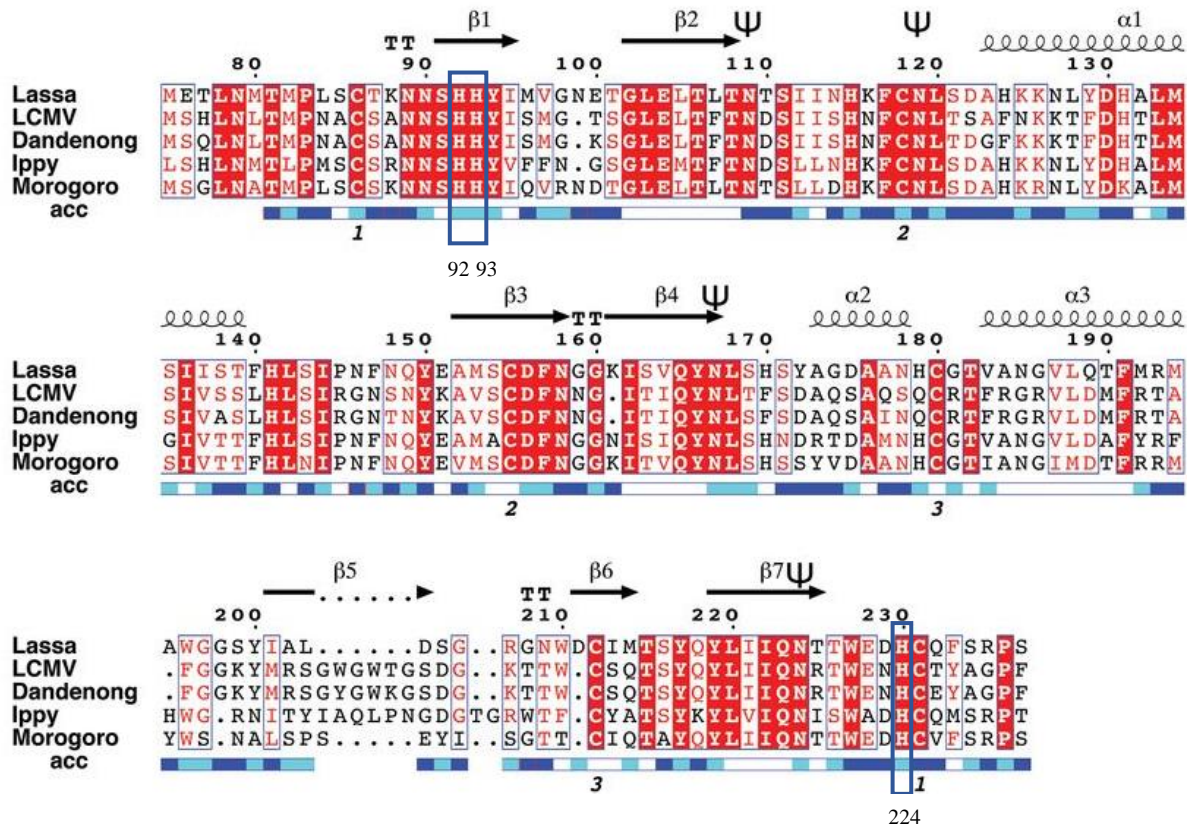 β1 β2 Ψ Ψ α1
TT
80 90 100 110 120 130
Lassa METLNMTMPLSCTKNNSHHYIMVGNETGLELTLTNTSIINHKFCNLSDAHKKNLYDHALM
LCMV MSHLNLTMPNACSANNSHHYISMG.TSGLELTFTNDSIISHNFCNLTSAFNKKTFDHTLM
Dandenong MSQLNLTMPNACSANNSHHYISMG.KSGLELTFTNDSIISHNFCNLTDGFKKKTFDHTLM
Ippy LSHLNMTLPMSCSRNNSHHYVFFN.GSGLEMTFTNDSLLNHKFCNLSDAHKKNLYDHALM
Morogoro MSGLNATMPLSCSKNNSHHYIQVRNDTGLELTLTNTSLLDHKFCNLSDAHKRNLYDKALM
acc
1 2
92 93
β3 β4 Ψ α2 α3
TT
140 150 160 170 180 190
Lassa SIISTFHLSIPNFNQYEAMSCDFNGGKISVQYNLSHSYAGDAANHCGTVANGVLQTFMRM
LCMV SIVSSLHLSIRGNSNYKAVSCDFNNG.ITIQYNLTFSDAQSAQSQCRTFRGRVLDMFRTA
Dandenong SIVASLHLSIRGNTNYKAVSCDFNNG.ITIQYNLSFSDAQSAINQCRTFRGRVLDMFRTA
Ippy GIVTTFHLSIPNFNQYEAMACDFNGGNISIQYNLSHNDRTDAMNHCGTVANGVLDAFYRF
Morogoro SIVTTFHLNIPNFNQYEVMSCDFNGGKITVQYNLSHSSYVDAANHCGTIANGIMDTFRRM
acc
2 3
β5 β6 β7 Ψ
TT
200 210 220 230
Lassa AWGGSYIAL......DSG..RGNWDCIMTSYQYLIIQNTTWEDHCQFSRPS
LCMV .FGGKYMRSGWGWTGSDG..KTTW.CSQTSYQYLIIQNRTWENHCTYAGPF
Dandenong .FGGKYMRSGYGWKGSDG..KTTW.CSQTSYQYLIIQNRTWENHCEYAGPF
Ippy HWG.RNITYIAQLPNGDGTGRWTF.CYATSYKYLVIQNISWADHCQMSRPT
Morogoro YWS.NALSPS.....EYI..SGTT.CIQTAYQYLIIQNTTWEDHCVFSRPS
acc
3 1
224